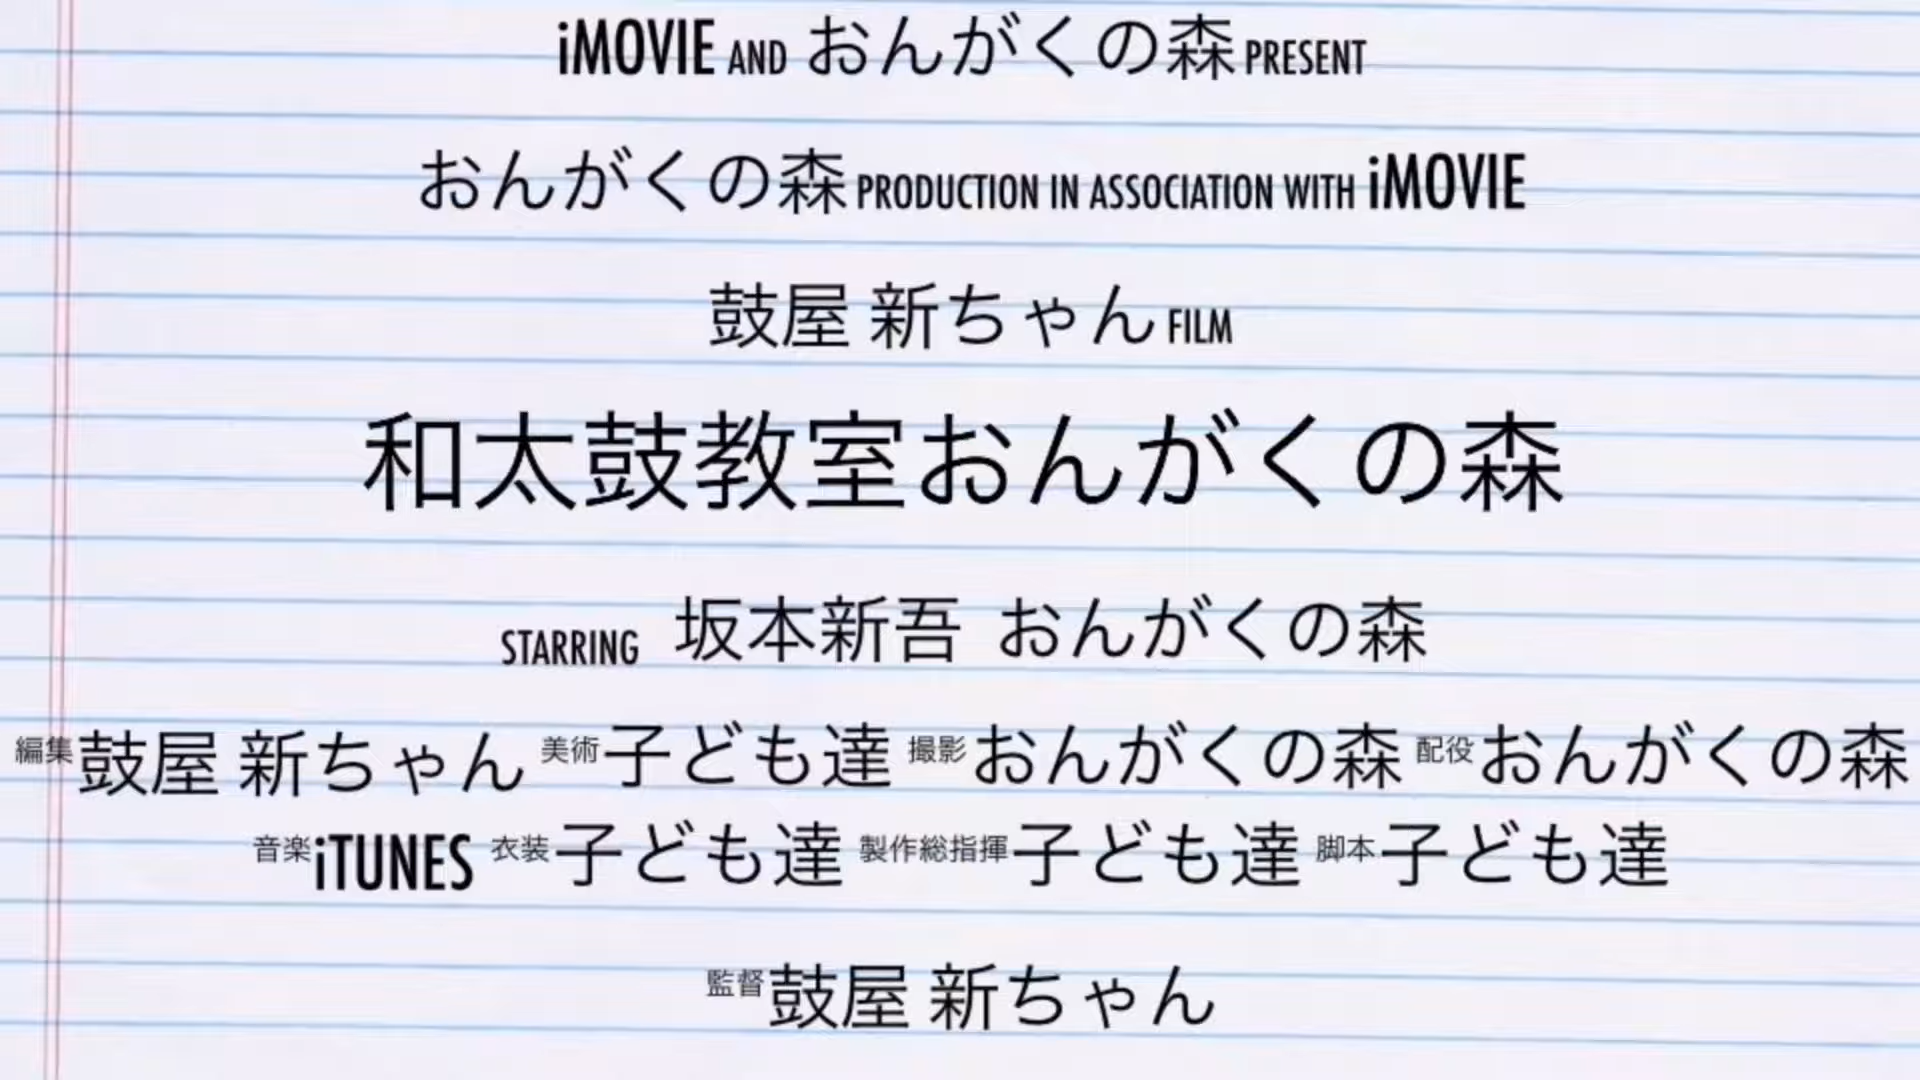 iMOVIE AND おんがくの森 PRESENT
おんがくの森 PRODUCTION IN ASSOCIATION WITH iMOVIE
鼓屋 新ちゃん FILM
和太鼓教室おんがくの森
STARRING 坂本新吾 おんがくの森
編集 鼓屋 新ちゃん 美術 子ども達 撮影 おんがくの森 配役 おんがくの森
音楽 iTUNES 衣装 子ども達 製作総指揮 子ども達 脚本 子ども達
監督 鼓屋 新ちゃん